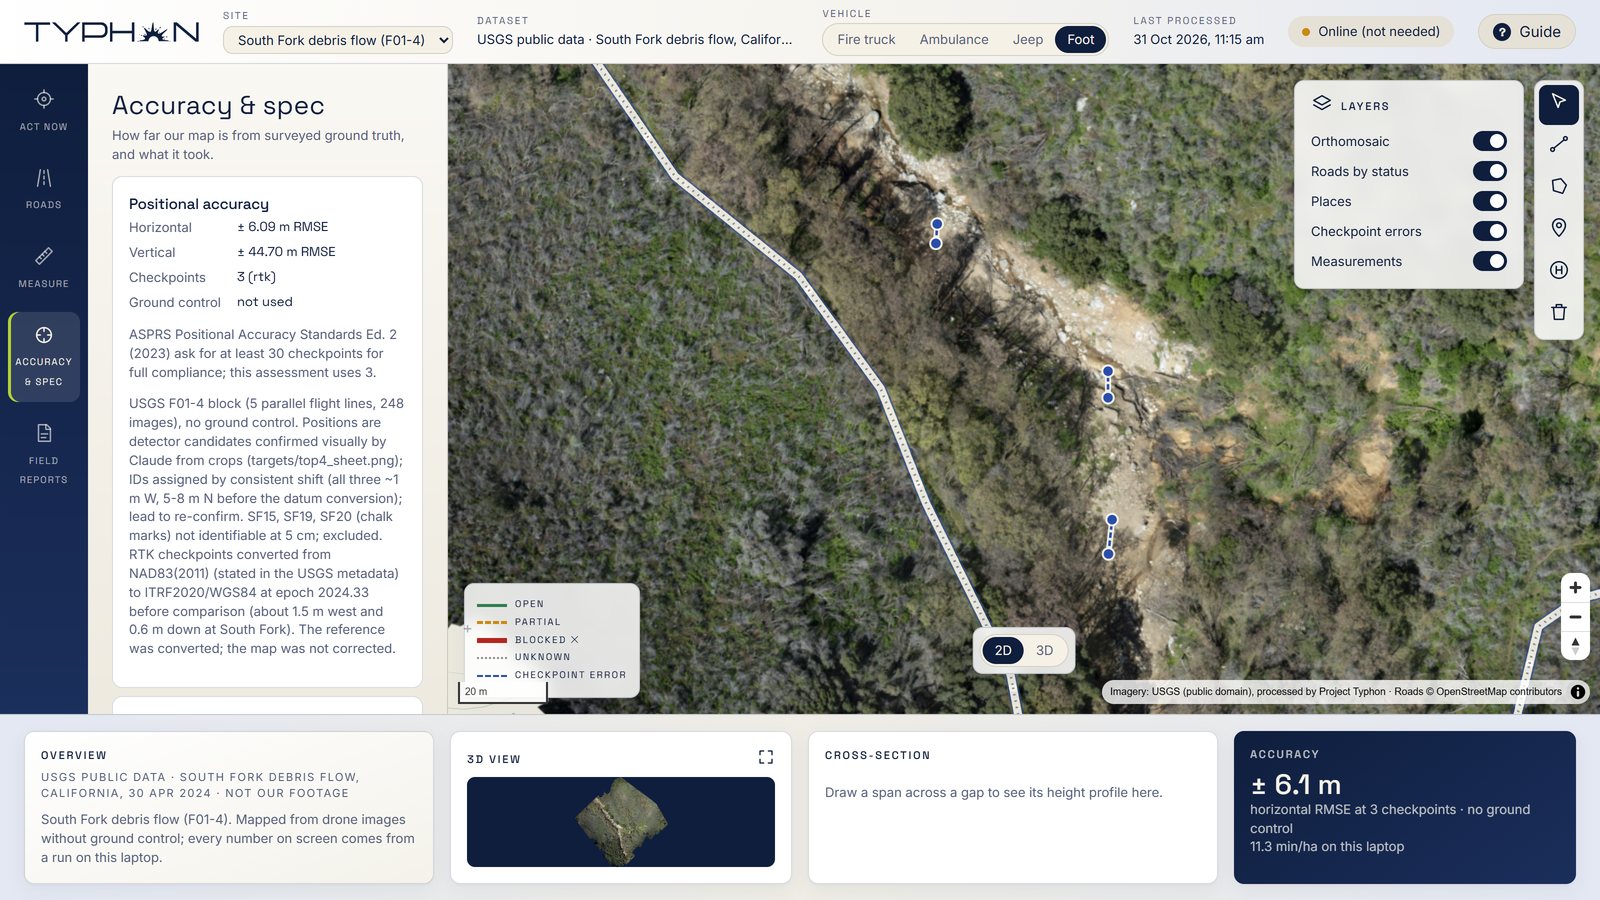 TYPHON
SITE
South Fork debris flow (F01-4)
DATASET
USGS public data · South Fork debris flow, Califor...
VEHICLE
Fire truck
Ambulance
Jeep
Foot
LAST PROCESSED
31 Oct 2026, 11:15 am
Online (not needed)
? Guide
ACT NOW
ROADS
MEASURE
ACCURACY
& SPEC
FIELD
REPORTS
Accuracy & spec
How far our map is from surveyed ground truth,
and what it took.
Positional accuracy
Horizontal ± 6.09 m RMSE
Vertical ± 44.70 m RMSE
Checkpoints 3 (rtk)
Ground control not used
ASPRS Positional Accuracy Standards Ed. 2
(2023) ask for at least 30 checkpoints for
full compliance; this assessment uses 3.
USGS F01-4 block (5 parallel flight lines, 248
images), no ground control. Positions are
detector candidates confirmed visually by
Claude from crops (targets/top4_sheet.png);
IDs assigned by consistent shift (all three ~1
m W, 5-8 m N before the datum conversion);
lead to re-confirm. SF15, SF19, SF20 (chalk
marks) not identifiable at 5 cm; excluded.
RTK checkpoints converted from
NAD83(2011) (stated in the USGS metadata)
to ITRF2020/WGS84 at epoch 2024.33
before comparison (about 1.5 m west and
0.6 m down at South Fork). The reference
was converted; the map was not corrected.
LAYERS
Orthomosaic
Roads by status
Places
Checkpoint errors
Measurements
H
OPEN
PARTIAL
BLOCKED ×
UNKNOWN
CHECKPOINT ERROR
20 m
2D
3D
Imagery: USGS (public domain), processed by Project Typhon · Roads © OpenStreetMap contributors
OVERVIEW
USGS PUBLIC DATA · SOUTH FORK DEBRIS FLOW,
CALIFORNIA, 30 APR 2024 · NOT OUR FOOTAGE
South Fork debris flow (F01-4). Mapped from drone images
without ground control; every number on screen comes from
a run on this laptop.
3D VIEW
CROSS-SECTION
Draw a span across a gap to see its height profile here.
ACCURACY
± 6.1 m
horizontal RMSE at 3 checkpoints · no ground
control
11.3 min/ha on this laptop